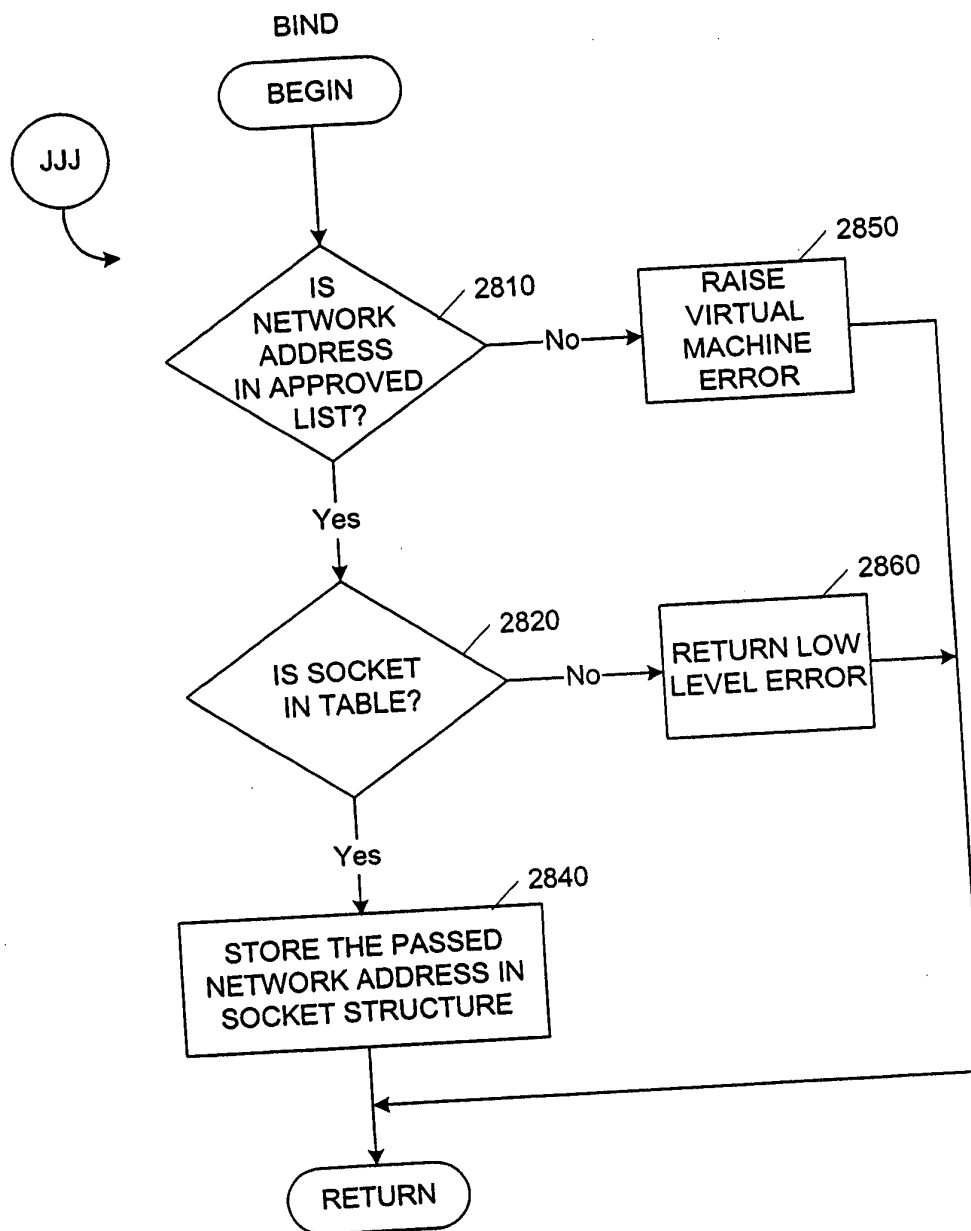 BIND
BEGIN
JJJ
IS
NETWORK
ADDRESS
IN APPROVED
LIST?
2810
No
2850
RAISE
VIRTUAL
MACHINE
ERROR
Yes
IS SOCKET
IN TABLE?
2820
No
2860
RETURN LOW
LEVEL ERROR
Yes
2840
STORE THE PASSED
NETWORK ADDRESS IN
SOCKET STRUCTURE
RETURN